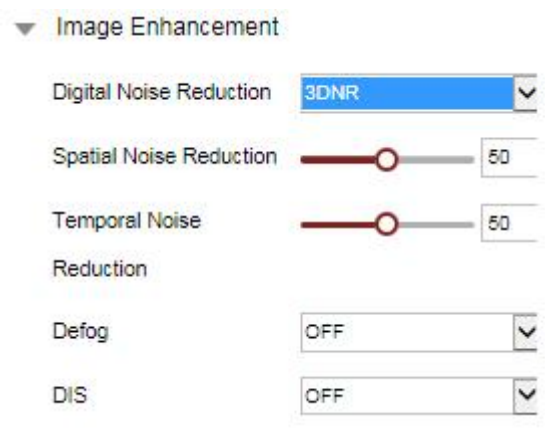 Image Enhancement
Digital Noise Reduction 3DNR
Spatial Noise Reduction 50
Temporal Noise 50
Reduction
Defog OFF
DIS OFF